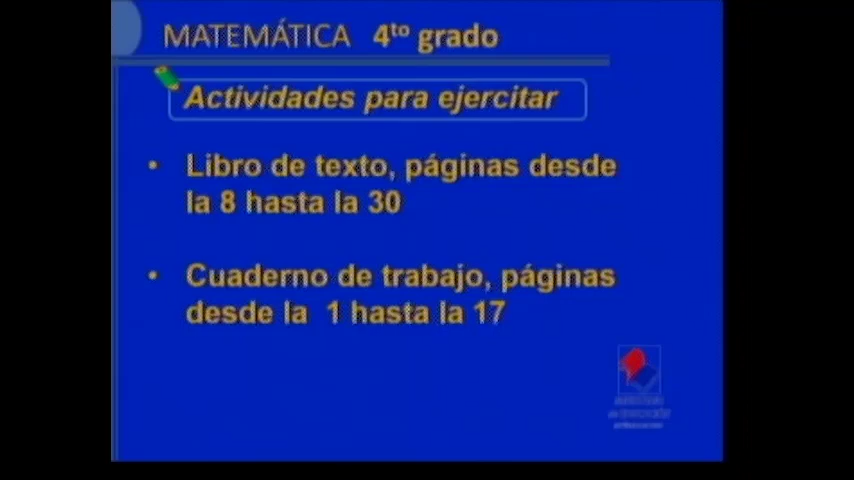 MATEMÁTICA 4to grado
Actividades para ejercitar
• Libro de texto, páginas desde
la 8 hasta la 30
• Cuaderno de trabajo, páginas
desde la 1 hasta la 17